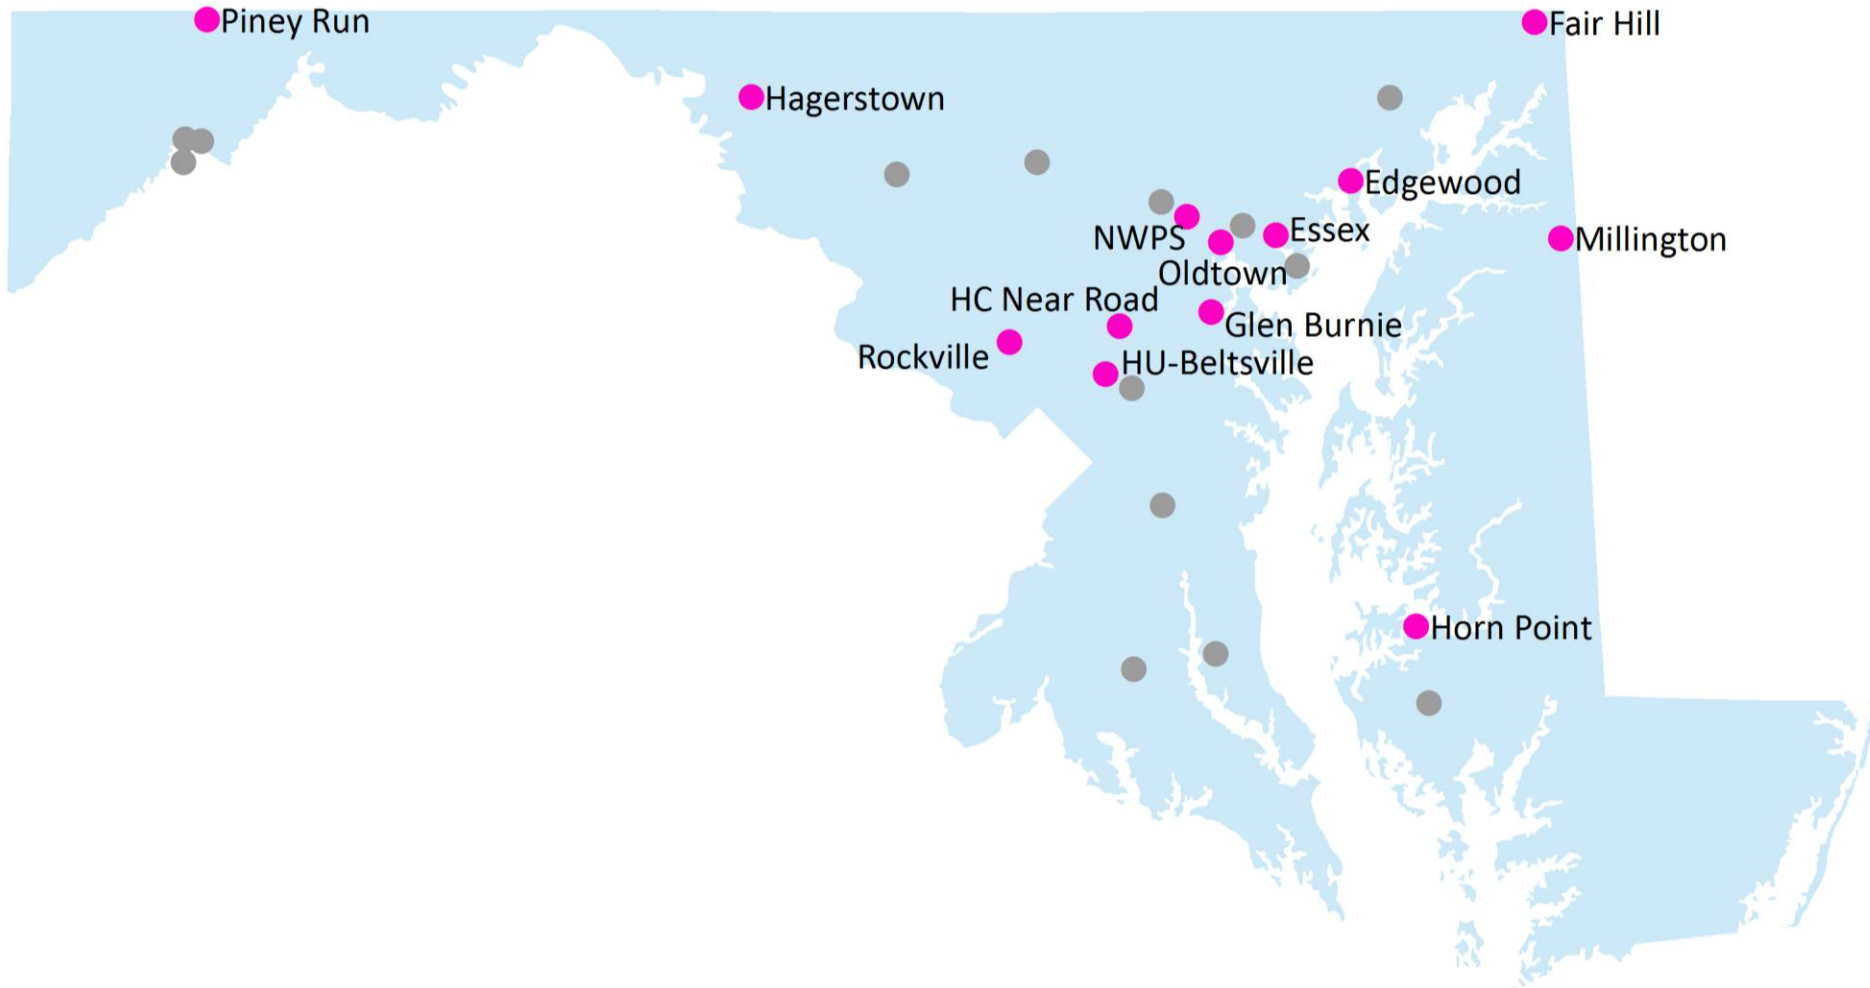 Piney Run
Fair Hill
Hagerstown
Edgewood
NWPS
Essex
Millington
Oldtown
HC Near Road
Glen Burnie
Rockville
HU-Beltsville
Horn Point